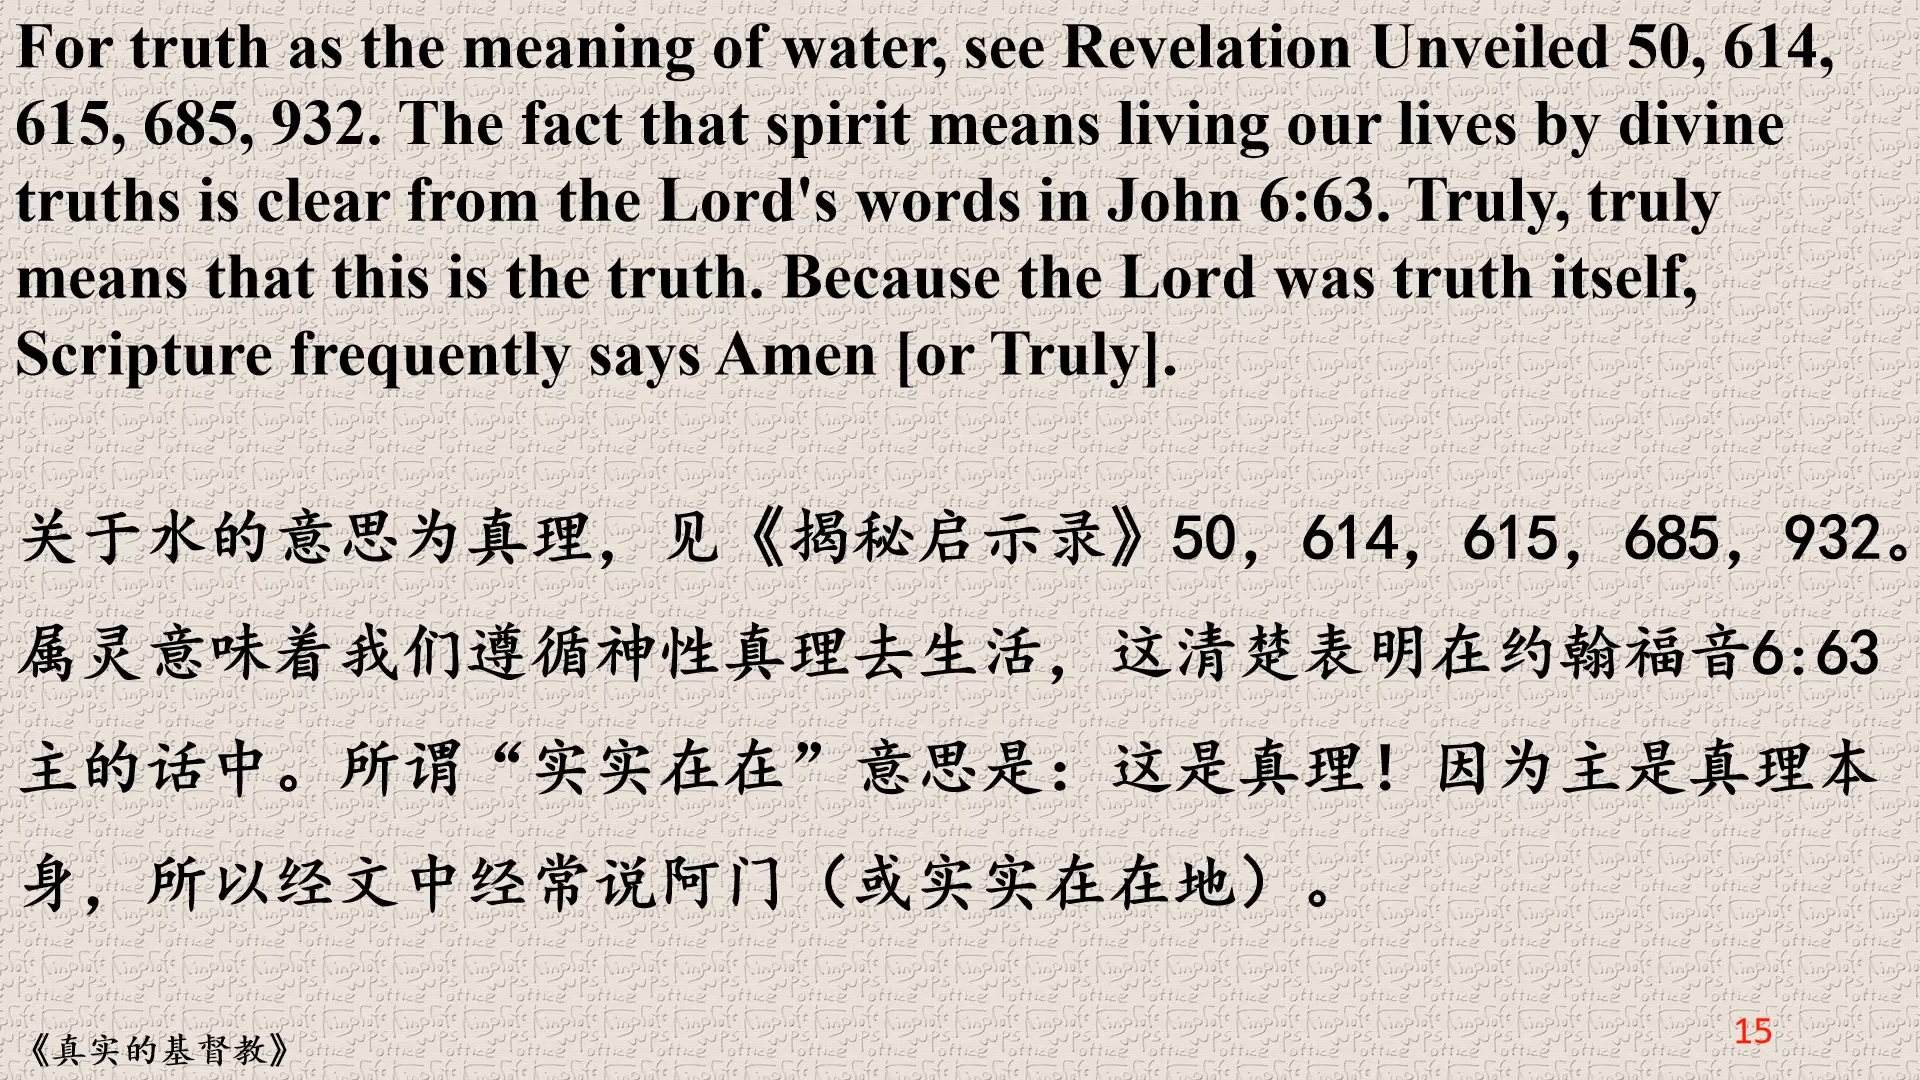 For truth as the meaning of water, see Revelation Unveiled 50, 614,
615, 685, 932. The fact that spirit means living our lives by divine
truths is clear from the Lord's words in John 6:63. Truly, truly
means that this is the truth. Because the Lord was truth itself,
Scripture frequently says Amen [or Truly].
关于水的意思为真理，见《揭秘启示录》50，614，615，685，932。
属灵意味着我们遵循神性真理去生活，这清楚表明在约翰福音6:63
主的话中。所谓“实实在在”意思是：这是真理！因为主是真理本
身，所以经文中经常说阿门（或实实在在地）。
《真实的基督教》
15